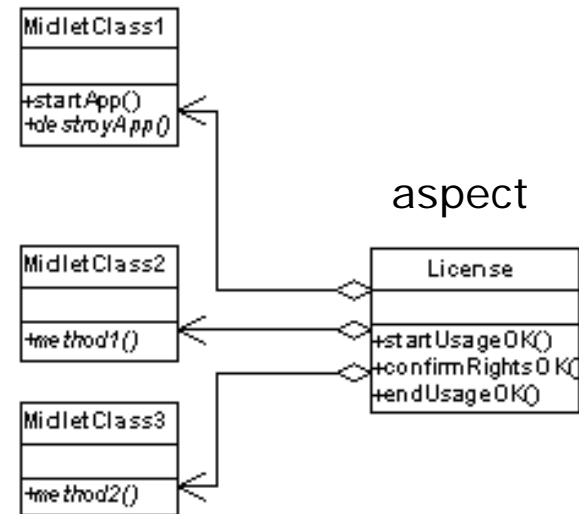 MidletClass1
+startApp()
+destroyApp()
aspect
MidletClass2
+method1()
License
+startUsageOK()
+confirmRightsOK()
+endUsageOK()
MidletClass3
+method2()